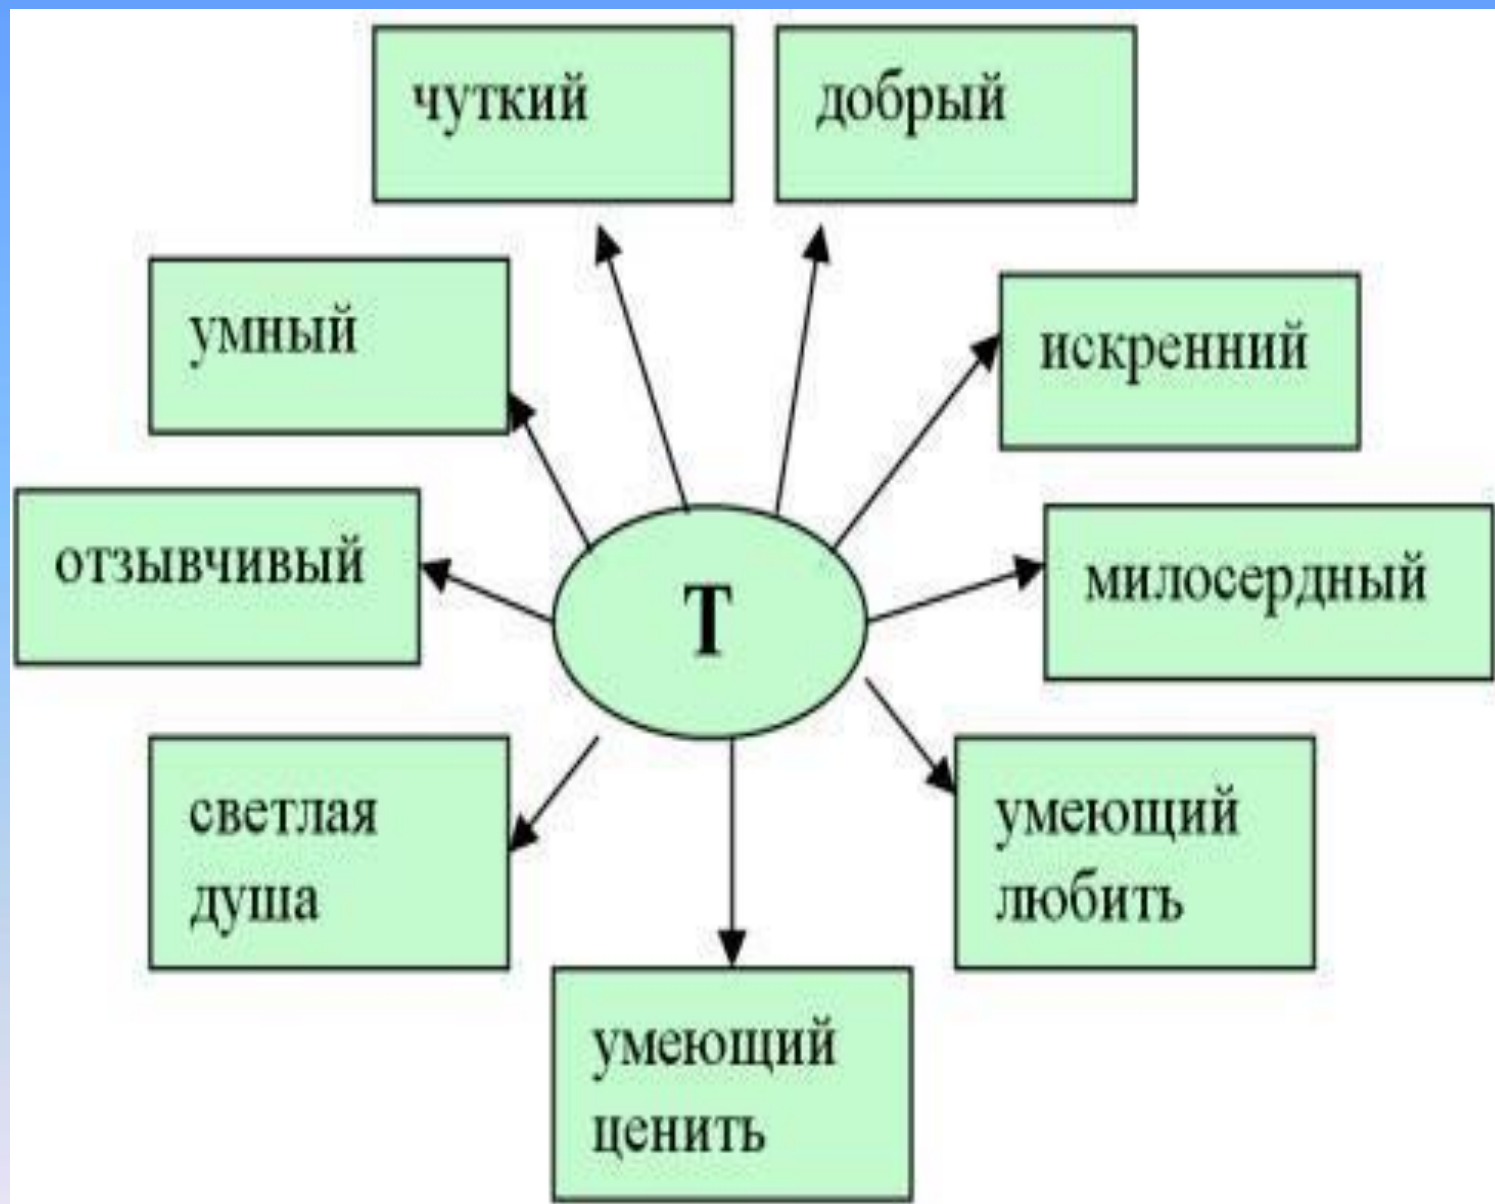 чуткий
добрый
умный
искренний
отзывчивый
Т
милосердный
светлая
душа
умеющий
любить
умеющий
ценить